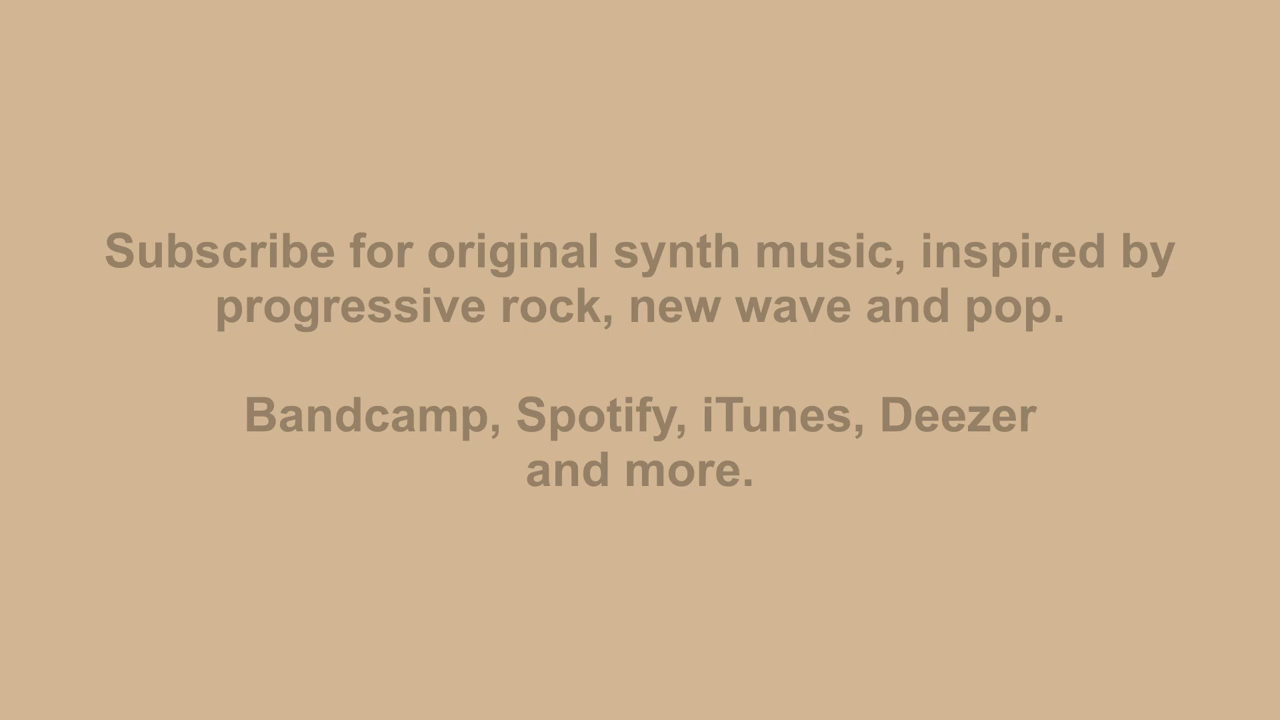 Subscribe for original synth music, inspired by
progressive rock, new wave and pop.
Bandcamp, Spotify, iTunes, Deezer
and more.